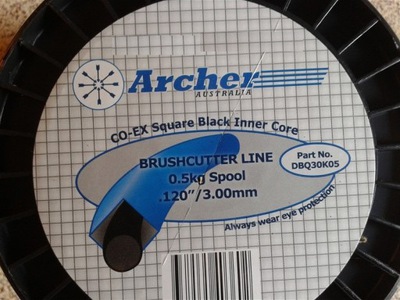 Archer
AUSTRALIA
CO-EX Square Black Inner Core
BRUSHCUTTER LINE
0.5kg Spool
.120"/3.00mm
Part No.
DBQ30K05
Always wear eye protection